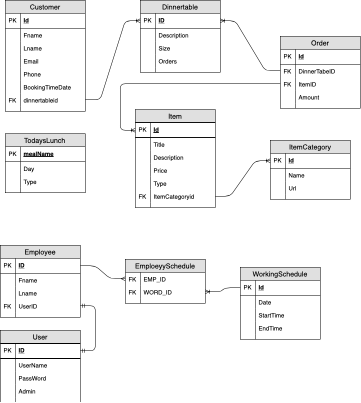 Customer
PK Id
Fname
Lname
Email
Phone
BookingTimeDate
FK dinnertableId
Dinnertable
PK ID
Description
Size
Orders
Order
PK Id
FK DinnerTabelD
FK ItemID
Amount
Item
PK Id
Title
Description
Price
Type
FK ItemCategoryid
TodaysLunch
PK mealName
Day
Type
ItemCategory
PK Id
Name
Url
Employee
PK ID
Fname
Lname
FK UserID
EmploeyySchedule
FK EMP_ID
FK WORD_ID
WorkingSchedule
PK Id
Date
StartTime
EndTime
User
PK ID
UserName
PassWord
Admin